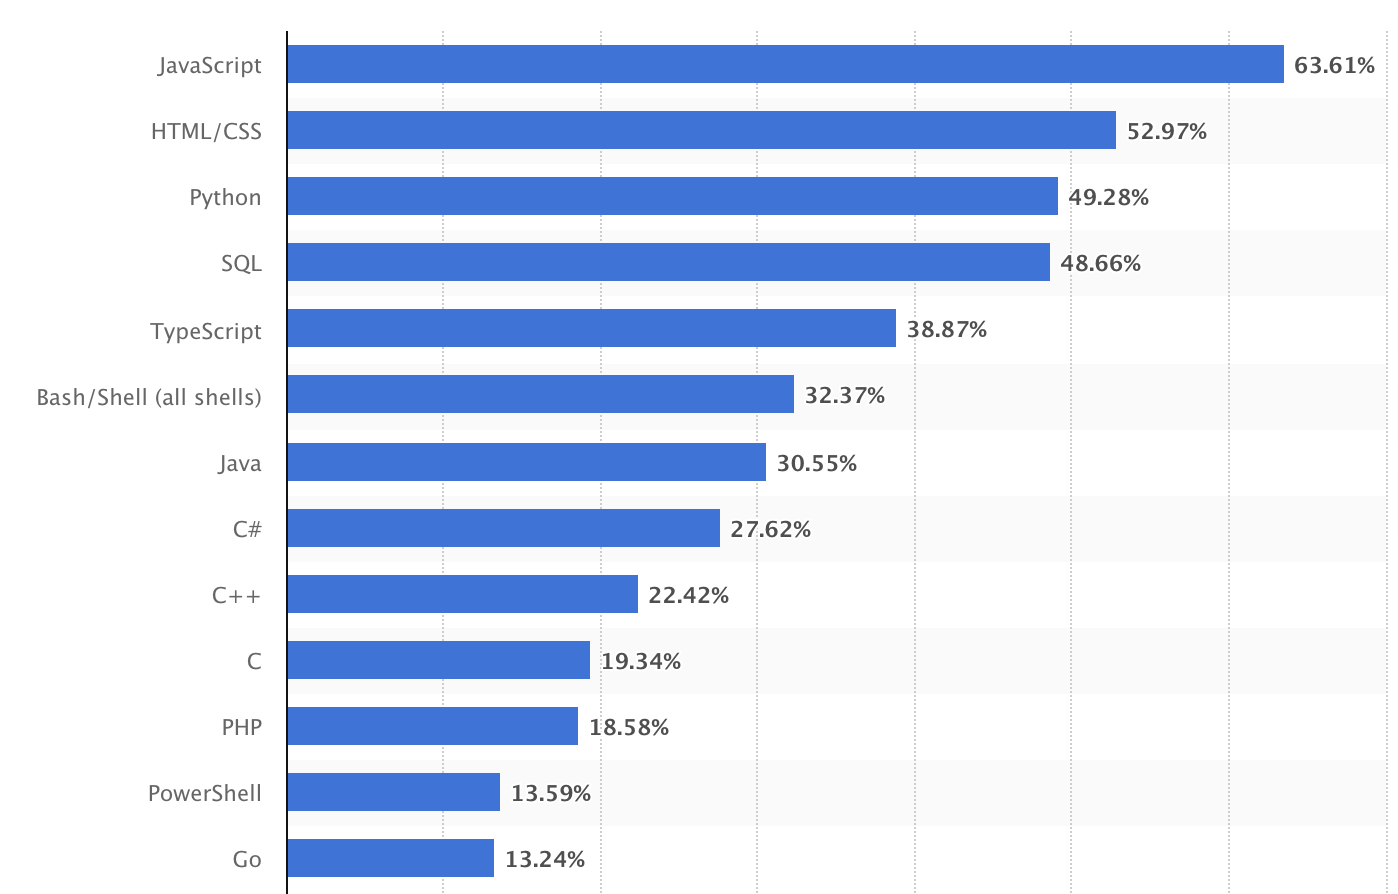 JavaScript 63.61%
HTML/CSS 52.97%
Python 49.28%
SQL 48.66%
TypeScript 38.87%
Bash/Shell (all shells) 32.37%
Java 30.55%
C# 27.62%
C++ 22.42%
C 19.34%
PHP 18.58%
PowerShell 13.59%
Go 13.24%